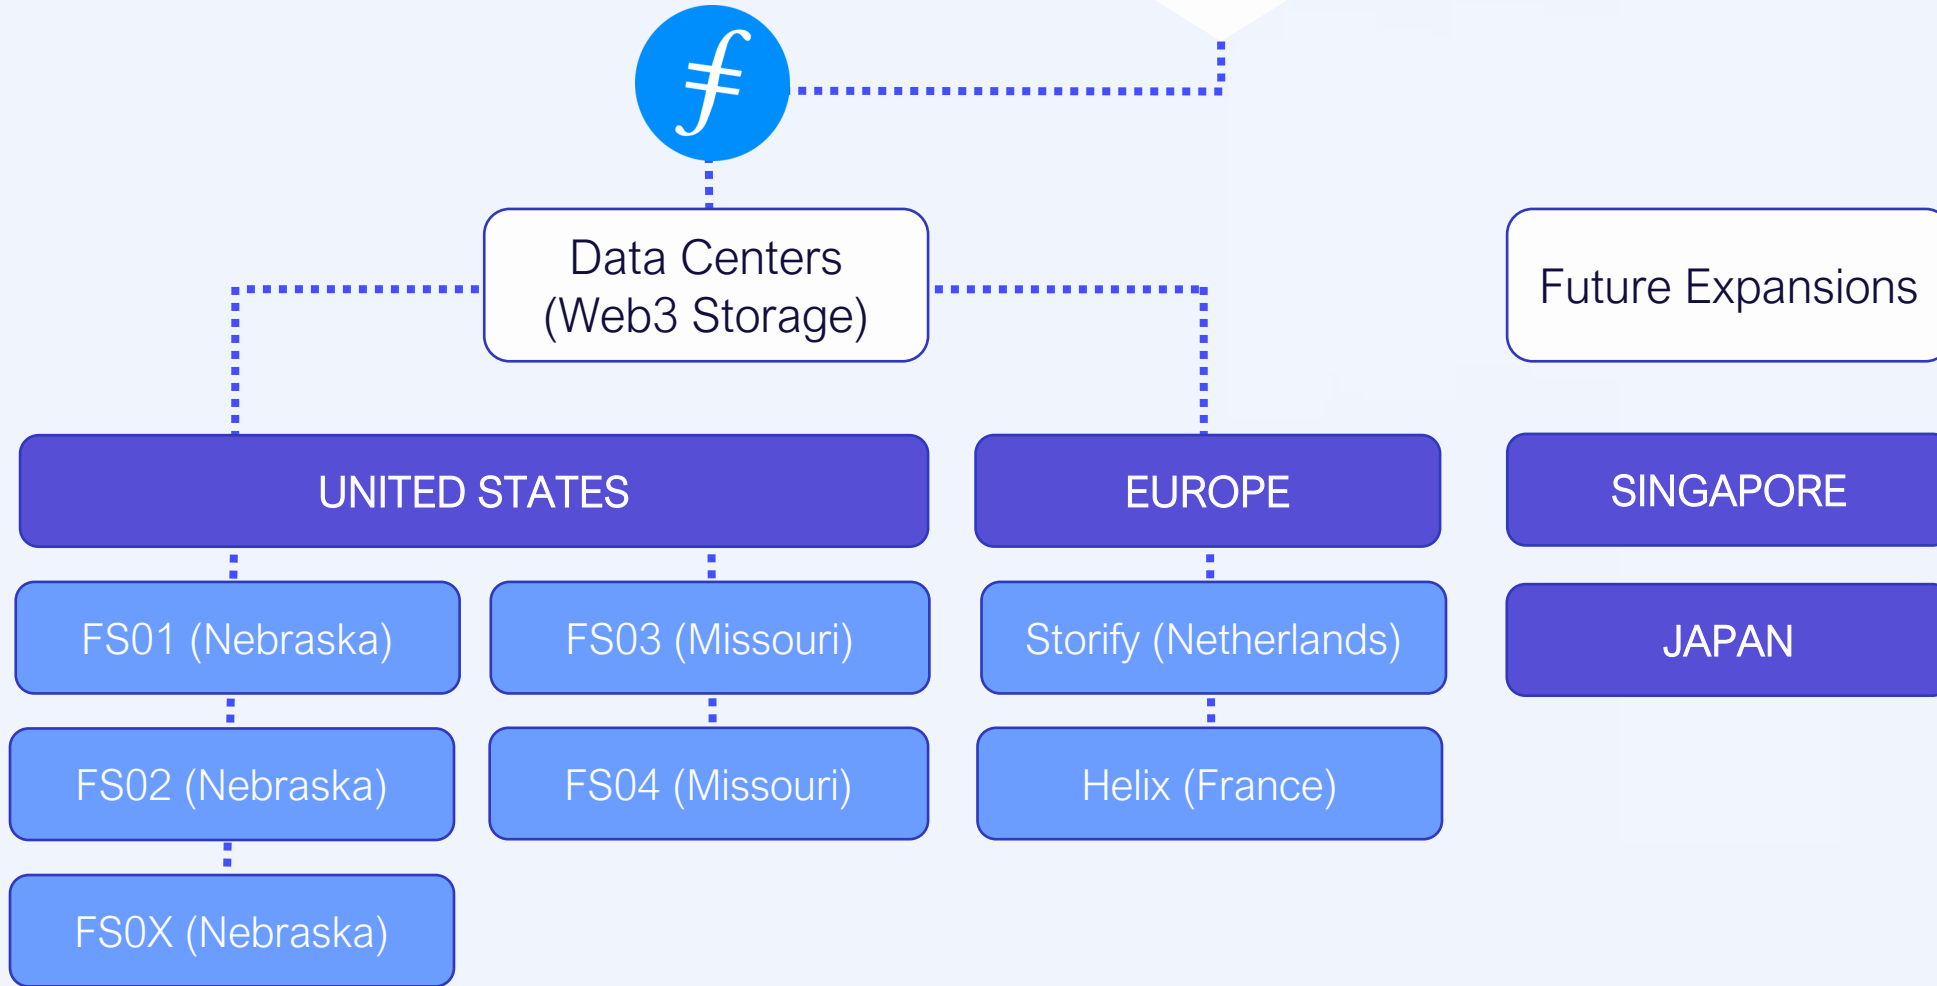 Data Centers
(Web3 Storage)
Future Expansions
UNITED STATES
EUROPE
SINGAPORE
FS01 (Nebraska)
FS03 (Missouri)
Storify (Netherlands)
JAPAN
FS02 (Nebraska)
FS04 (Missouri)
Helix (France)
FS0X (Nebraska)